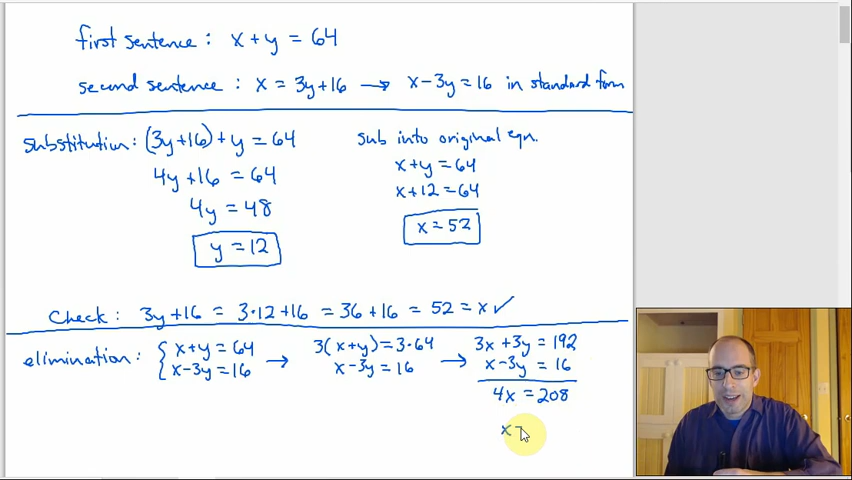 first sentence: x+y = 64
second sentence: x = 3y+16 → x-3y=16 in standard form
substitution: (3y+16)+y = 64
4y+16 = 64
4y = 48
y = 12
sub into original eqn.
x+y = 64
x+12 = 64
x = 52
Check: 3y+16 = 3·12+16 = 36+16 = 52 = x ✓
elimination: { x+y = 64 → 3(x+y)=3·64 → 3x+3y = 192
x-3y = 16 x-3y = 16 x-3y = 16
4x = 208
x =